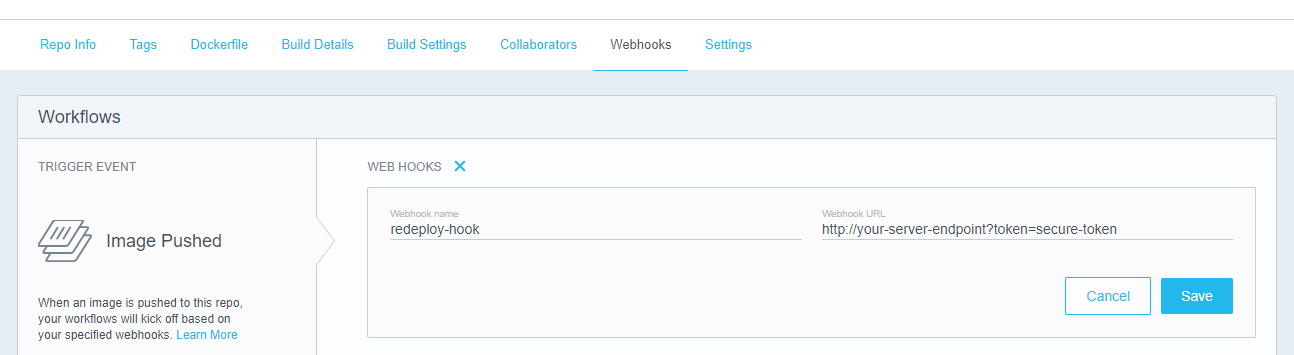 Repo Info Tags Dockerfile Build Details Build Settings Collaborators Webhooks Settings
Workflows
TRIGGER EVENT
Image Pushed
When an image is pushed to this repo,
your workflows will kick off based on
your specified webhooks. Learn More
WEB HOOKS
Webhook name
redeploy-hook
Webhook URL
http://your-server-endpoint?token=secure-token
Cancel Save